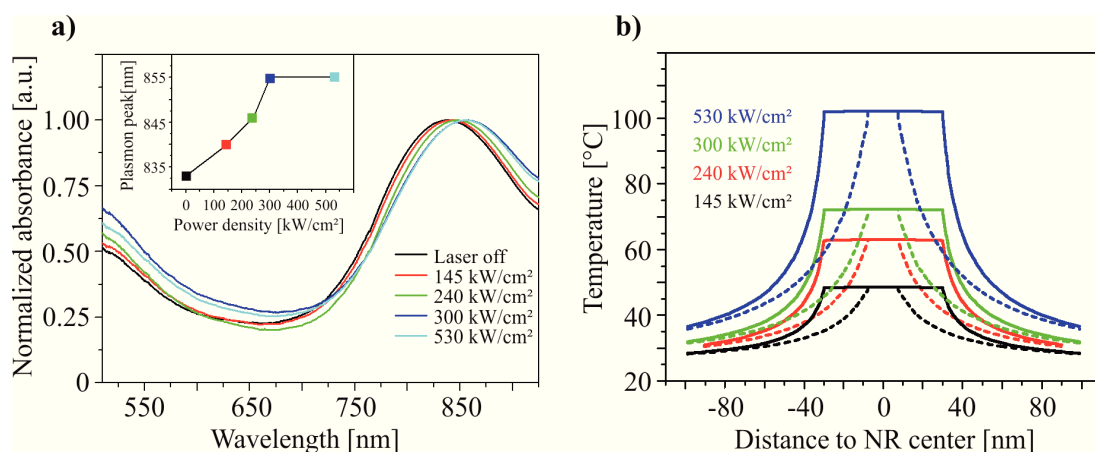 a)
Normalized absorbance [a.u.]
1.00
0.75
0.50
0.25
0
550
650
750
850
Wavelength [nm]
Plasmon peak[nm]
855
845
835
0 100 200 300 400 500
Power density [kW/cm²]
Laser off
145 kW/cm²
240 kW/cm²
300 kW/cm²
530 kW/cm²
b)
Temperature [°C]
100
80
60
40
20
-80
-40
0
40
80
Distance to NR center [nm]
530 kW/cm²
300 kW/cm²
240 kW/cm²
145 kW/cm²